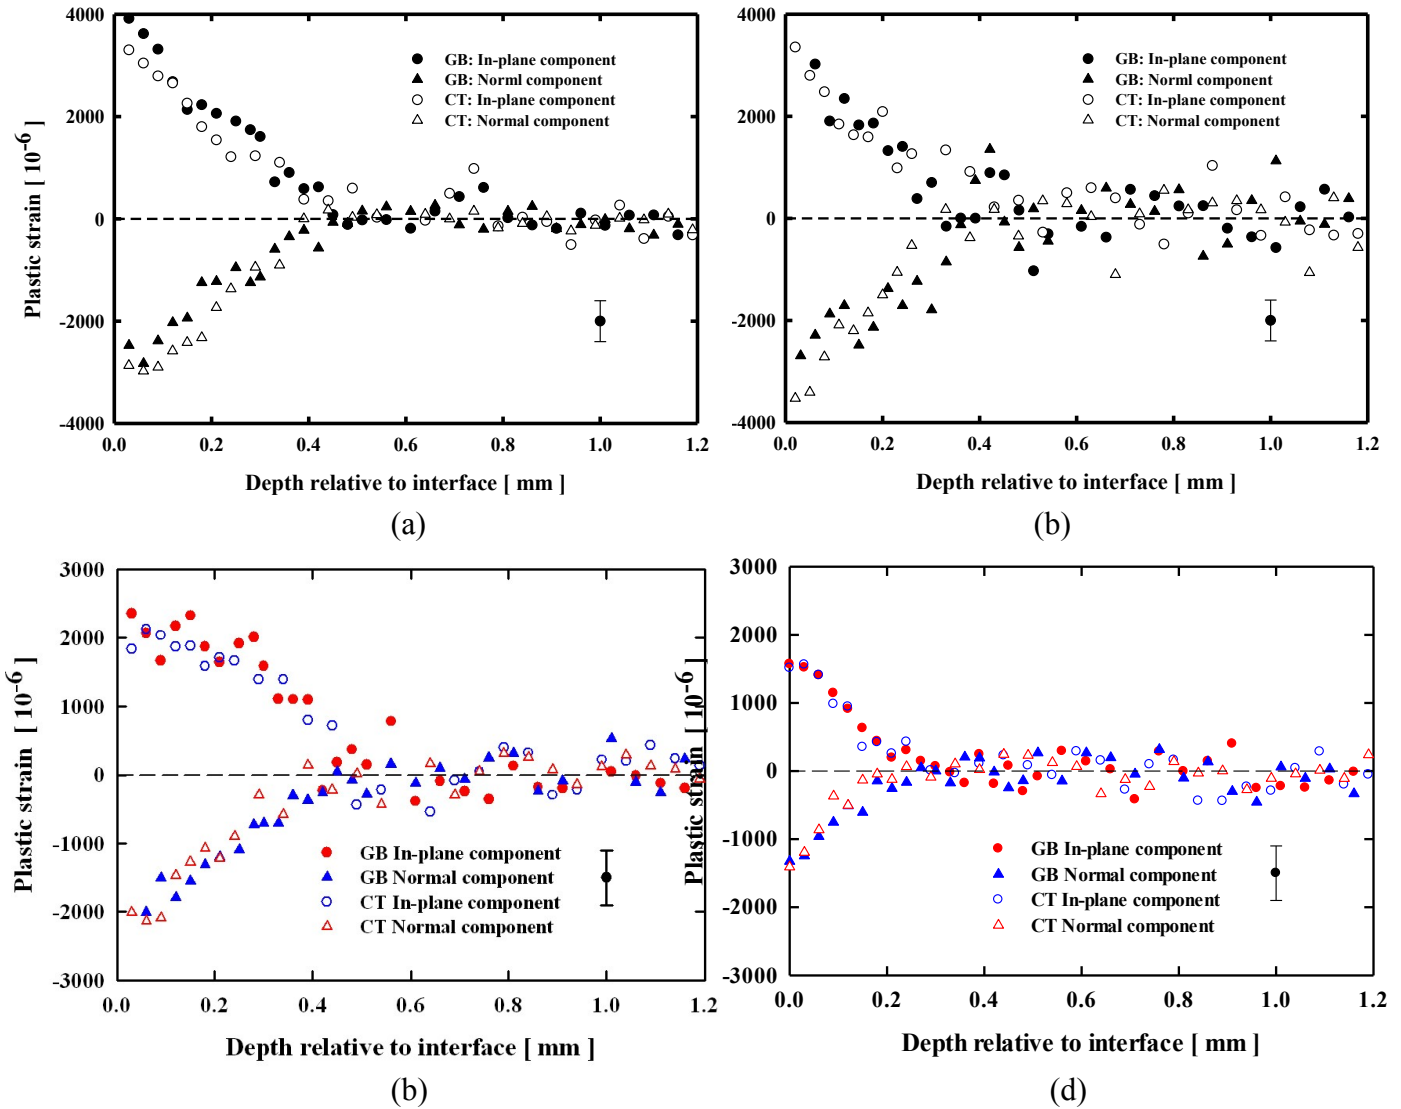 4000
2000
0
-2000
-4000
Plastic strain [ 10-6 ]
GB: In-plane component
GB: Norml component
CT: In-plane component
CT: Normal component
0.0 0.2 0.4 0.6 0.8 1.0 1.2
Depth relative to interface [ mm ]
(a)
4000
2000
0
-2000
-4000
GB: In-plane component
GB: Norml component
CT: In-plane component
CT: Normal component
0.0 0.2 0.4 0.6 0.8 1.0 1.2
Depth relative to interface [ mm ]
(b)
3000
2000
1000
0
-1000
-2000
-3000
Plastic strain [ 10-6 ]
GB In-plane component
GB Normal component
CT In-plane component
CT Normal component
0.0 0.2 0.4 0.6 0.8 1.0 1.2
Depth relative to interface [ mm ]
(b)
3000
2000
1000
0
-1000
-2000
-3000
Plastic strain [ 10-6 ]
GB In-plane component
GB Normal component
CT In-plane component
CT Normal component
0.0 0.2 0.4 0.6 0.8 1.0 1.2
Depth relative to interface [ mm ]
(d)